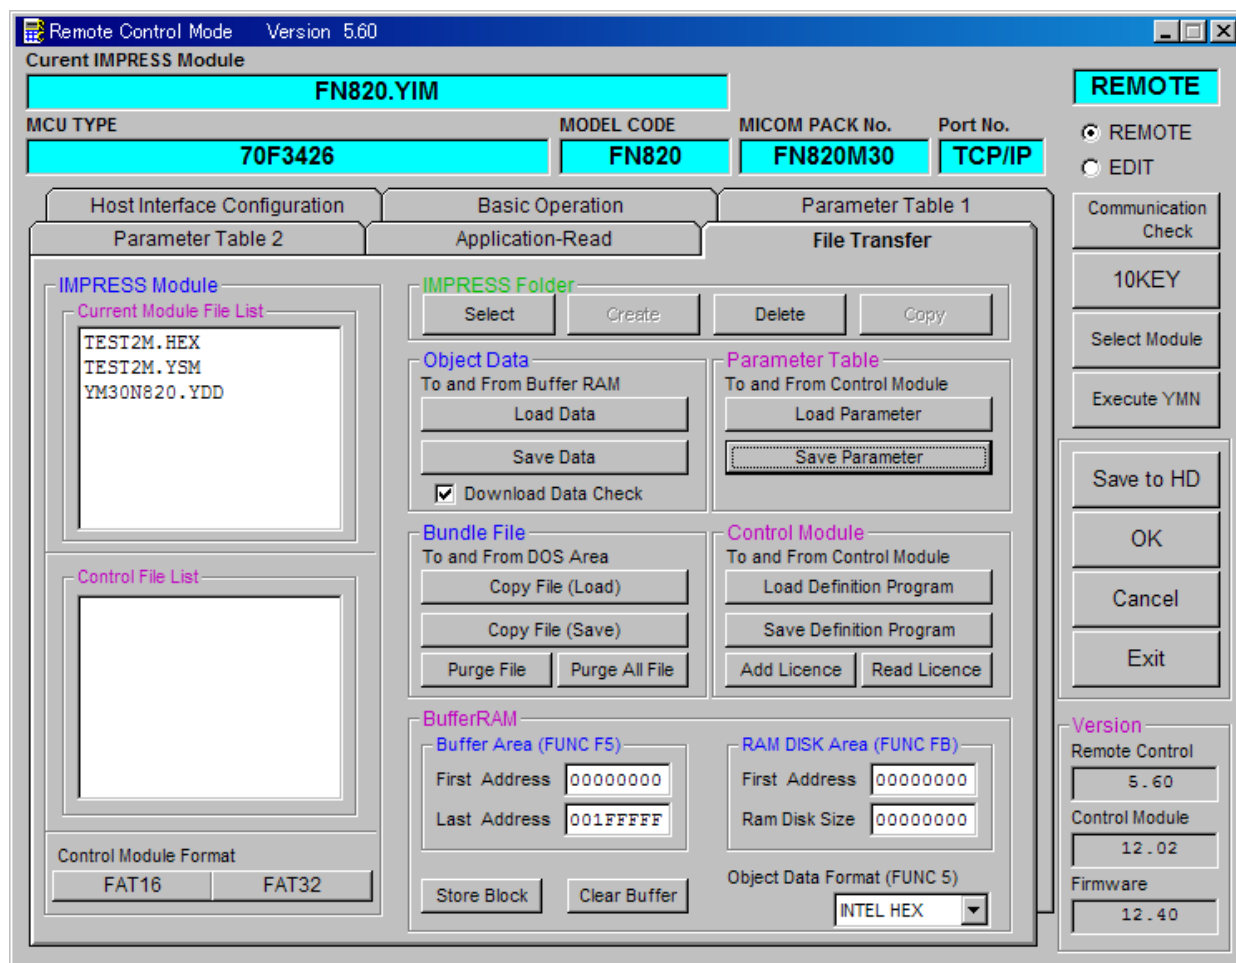 Remote Control Mode Version 5.60
Curent IMPRESS Module
FN820.YIM
MCU TYPE
MODEL CODE
MICOM PACK No.
Port No.
70F3426
FN820
FN820M30
TCP/IP
REMOTE
REMOTE
EDIT
Host Interface Configuration
Basic Operation
Parameter Table 1
Parameter Table 2
Application-Read
File Transfer
IMPRESS Module
Current Module File List
TEST2M.HEX
TEST2M.YSM
YM30N820.YDD
Control File List
Control Module Format
FAT16
FAT32
IMPRESS Folder
Select
Create
Delete
Copy
Object Data
To and From Buffer RAM
Load Data
Save Data
Download Data Check
Parameter Table
To and From Control Module
Load Parameter
Save Parameter
Bundle File
To and From DOS Area
Copy File (Load)
Copy File (Save)
Purge File
Purge All File
Control Module
To and From Control Module
Load Definition Program
Save Definition Program
Add Licence
Read Licence
BufferRAM
Buffer Area (FUNC F5)
First Address 00000000
Last Address 001FFFFF
RAM DISK Area (FUNC FB)
First Address 00000000
Ram Disk Size 00000000
Store Block
Clear Buffer
Object Data Format (FUNC 5)
INTEL HEX
Communication
Check
10KEY
Select Module
Execute YMN
Save to HD
OK
Cancel
Exit
Version
Remote Control
5.60
Control Module
12.02
Firmware
12.40